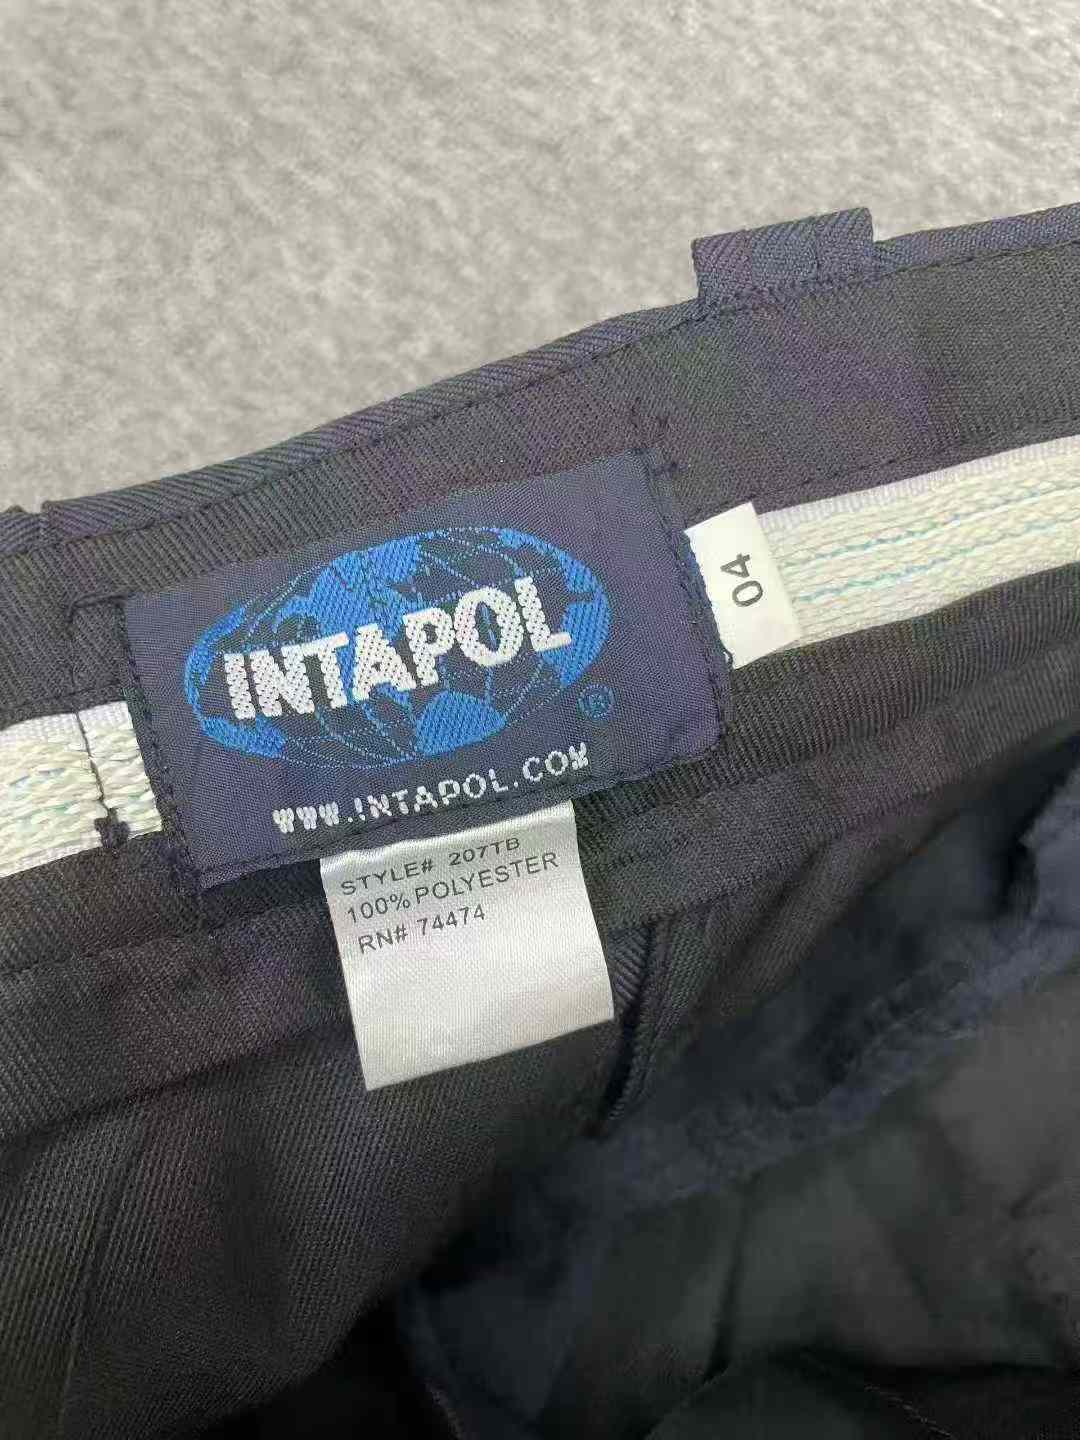 INTAPOL
®
WWW.INTAPOL.COM
04
STYLE# 207TB
100% POLYESTER
RN# 74474